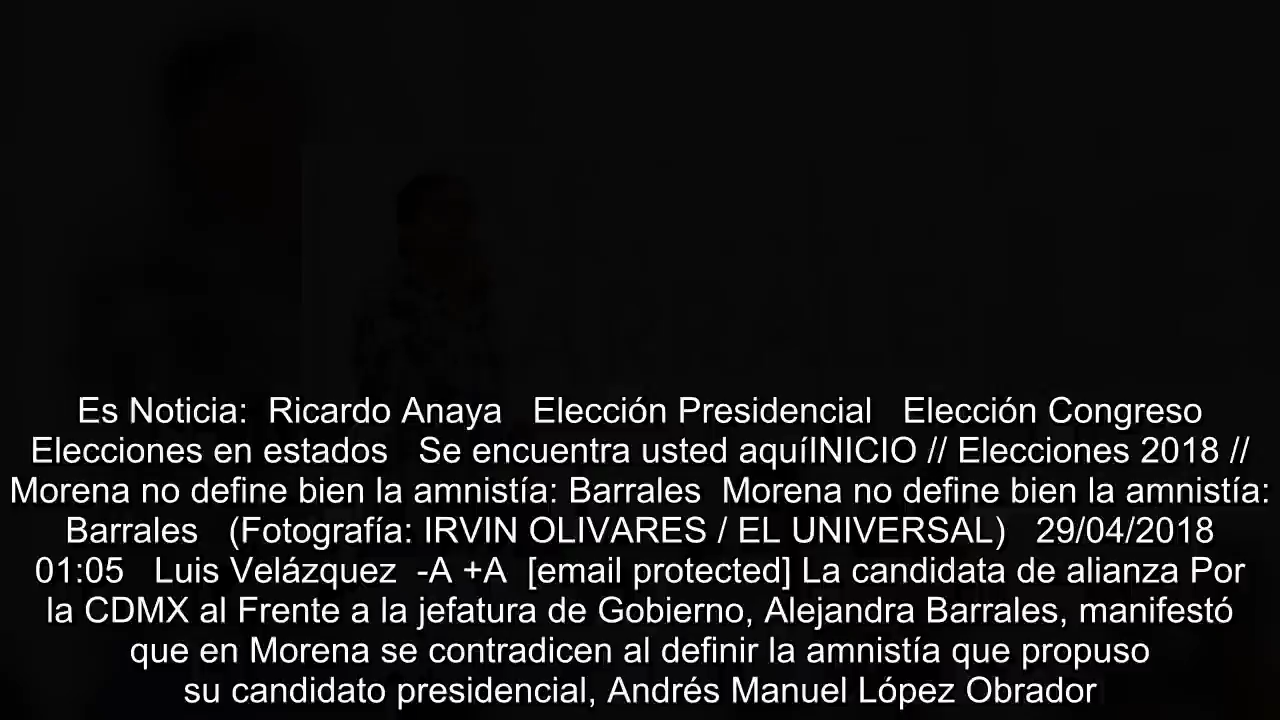 Es Noticia:  Ricardo Anaya   Elección Presidencial   Elección Congreso
Elecciones en estados   Se encuentra usted aquíINICIO // Elecciones 2018 //
Morena no define bien la amnistía: Barrales  Morena no define bien la amnistía:
Barrales   (Fotografía: IRVIN OLIVARES / EL UNIVERSAL)   29/04/2018
01:05   Luis Velázquez  -A +A  [email protected] La candidata de alianza Por
la CDMX al Frente a la jefatura de Gobierno, Alejandra Barrales, manifestó
que en Morena se contradicen al definir la amnistía que propuso
su candidato presidencial, Andrés Manuel López Obrador